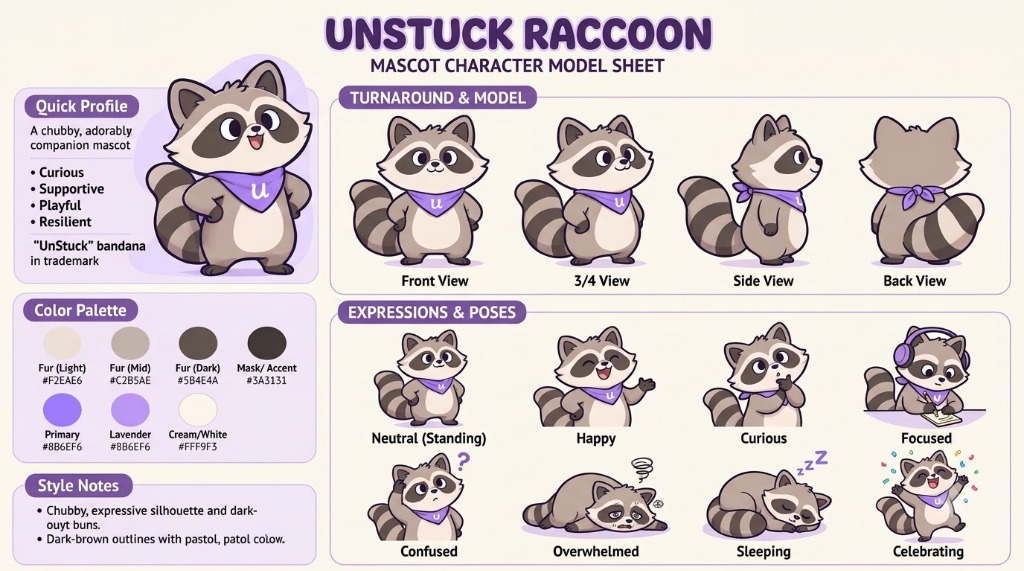 UNSTUCK RACCOON
MASCOT CHARACTER MODEL SHEET
Quick Profile
A chubby, adorably
companion mascot
• Curious
• Supportive
• Playful
• Resilient
“UnStuck” bandana
in trademark
u
Color Palette
Fur (Light)
#F2EAE6
Fur (Mid)
#C2B5AE
Fur (Dark)
#5B4E4A
Mask/ Accent
#3A3131
Primary
#8B6EF6
Lavender
#8B6EF6
Cream/White
#FFF9F3
Style Notes
• Chubby, expressive silhouette and dark-
ouyt buns.
• Dark-brown outtines with pastol, patol colow.
TURNAROUND & MODEL
u
u
u
Front View
3/4 View
Side View
Back View
EXPRESSIONS & POSES
u
u
u
u
Neutral (Standing)
Happy
Curious
Focused
?
u
zzZ
u
Confused
Overwhelmed
Sleeping
Celebrating